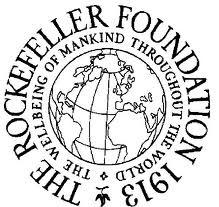 THE ROCKEFELLER FOUNDATION 1913
THE WELLBEING OF MANKIND THROUGHOUT THE WORLD